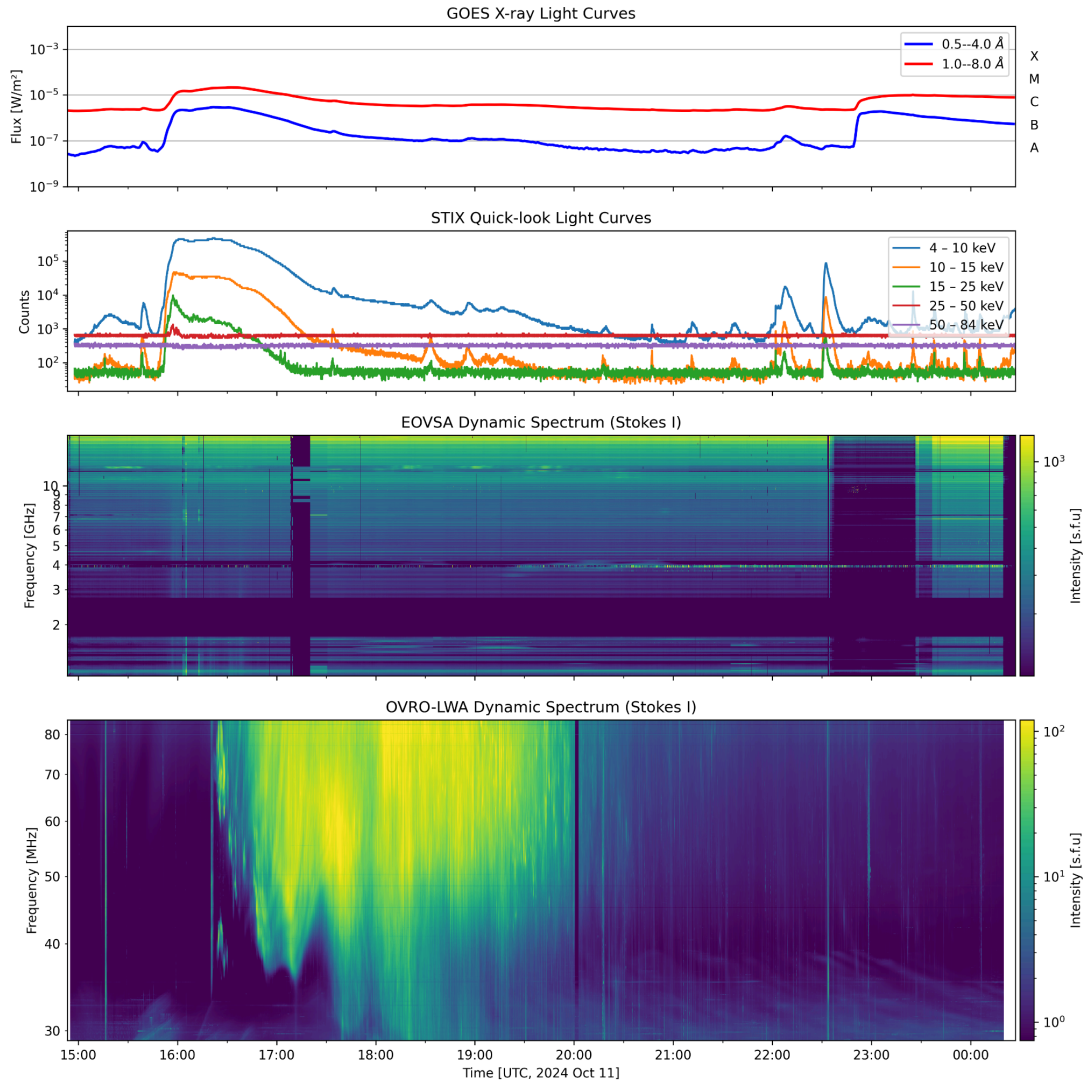 GOES X-ray Light Curves
Flux [W/m²]
10⁻³
10⁻⁵
10⁻⁷
10⁻⁹
0.5--4.0 Å
1.0--8.0 Å
X
M
C
B
A
STIX Quick-look Light Curves
Counts
10⁵
10⁴
10³
10²
4 – 10 keV
10 – 15 keV
15 – 25 keV
25 – 50 keV
50 – 84 keV
EOVSA Dynamic Spectrum (Stokes I)
Frequency [GHz]
10
9
8
7
6
5
4
3
2
10³
Intensity [s.f.u]
OVRO-LWA Dynamic Spectrum (Stokes I)
Frequency [MHz]
80
70
60
50
40
30
10²
10¹
10⁰
Intensity [s.f.u]
15:00 16:00 17:00 18:00 19:00 20:00 21:00 22:00 23:00 00:00
Time [UTC, 2024 Oct 11]